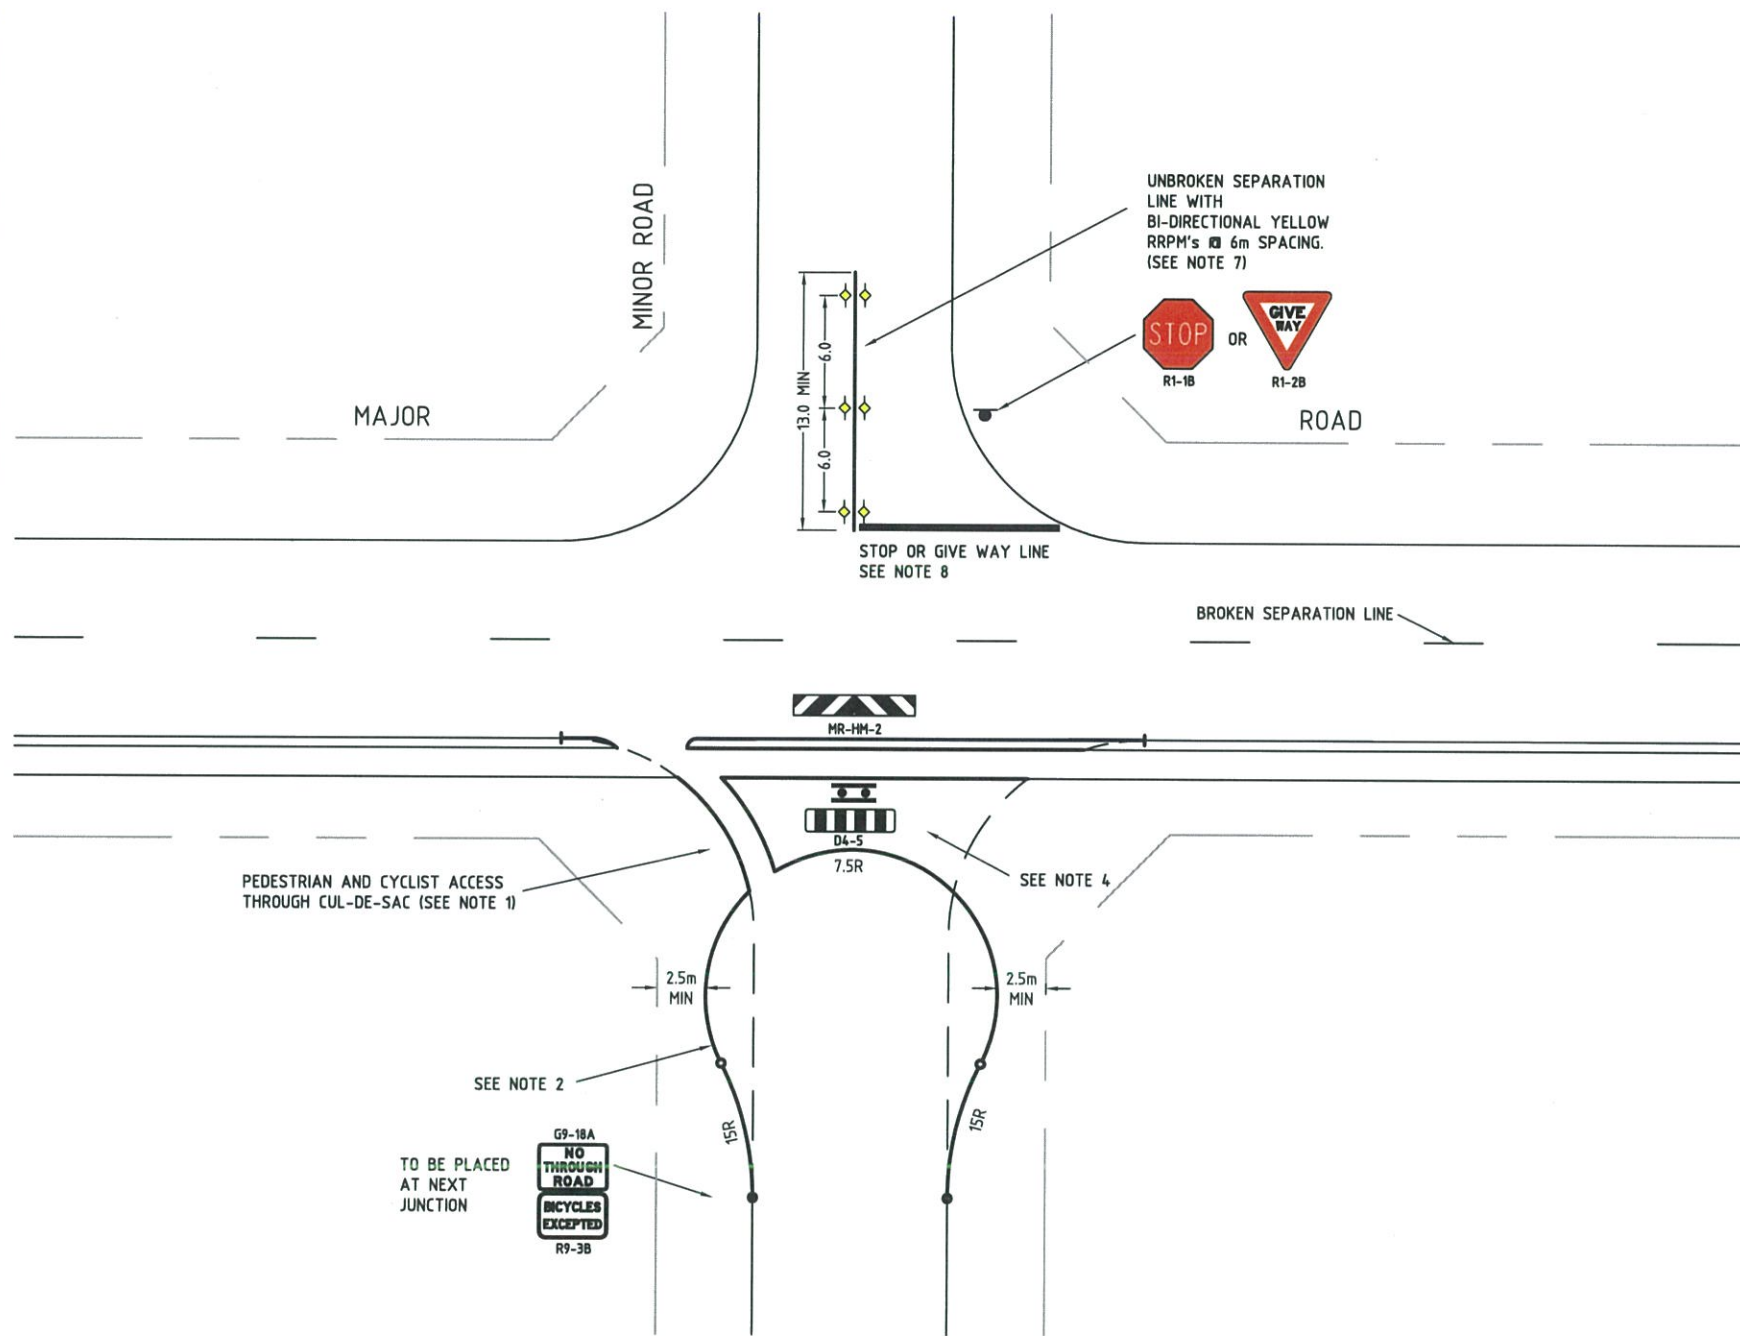 UNBROKEN SEPARATION
LINE WITH
BI-DIRECTIONAL YELLOW
RRPM's @ 6m SPACING.
(SEE NOTE 7)
MINOR ROAD
STOP
OR
GIVE
WAY
R1-1B
R1-2B
6.0
13.0 MIN
6.0
MAJOR
ROAD
STOP OR GIVE WAY LINE
SEE NOTE 8
BROKEN SEPARATION LINE
MR-HM-2
D4-5
7.5R
PEDESTRIAN AND CYCLIST ACCESS
THROUGH CUL-DE-SAC (SEE NOTE 1)
SEE NOTE 4
2.5m
MIN
2.5m
MIN
SEE NOTE 2
15R
15R
TO BE PLACED
AT NEXT
JUNCTION
G9-18A
NO
THROUGH
ROAD
BICYCLES
EXCEPTED
R9-3B